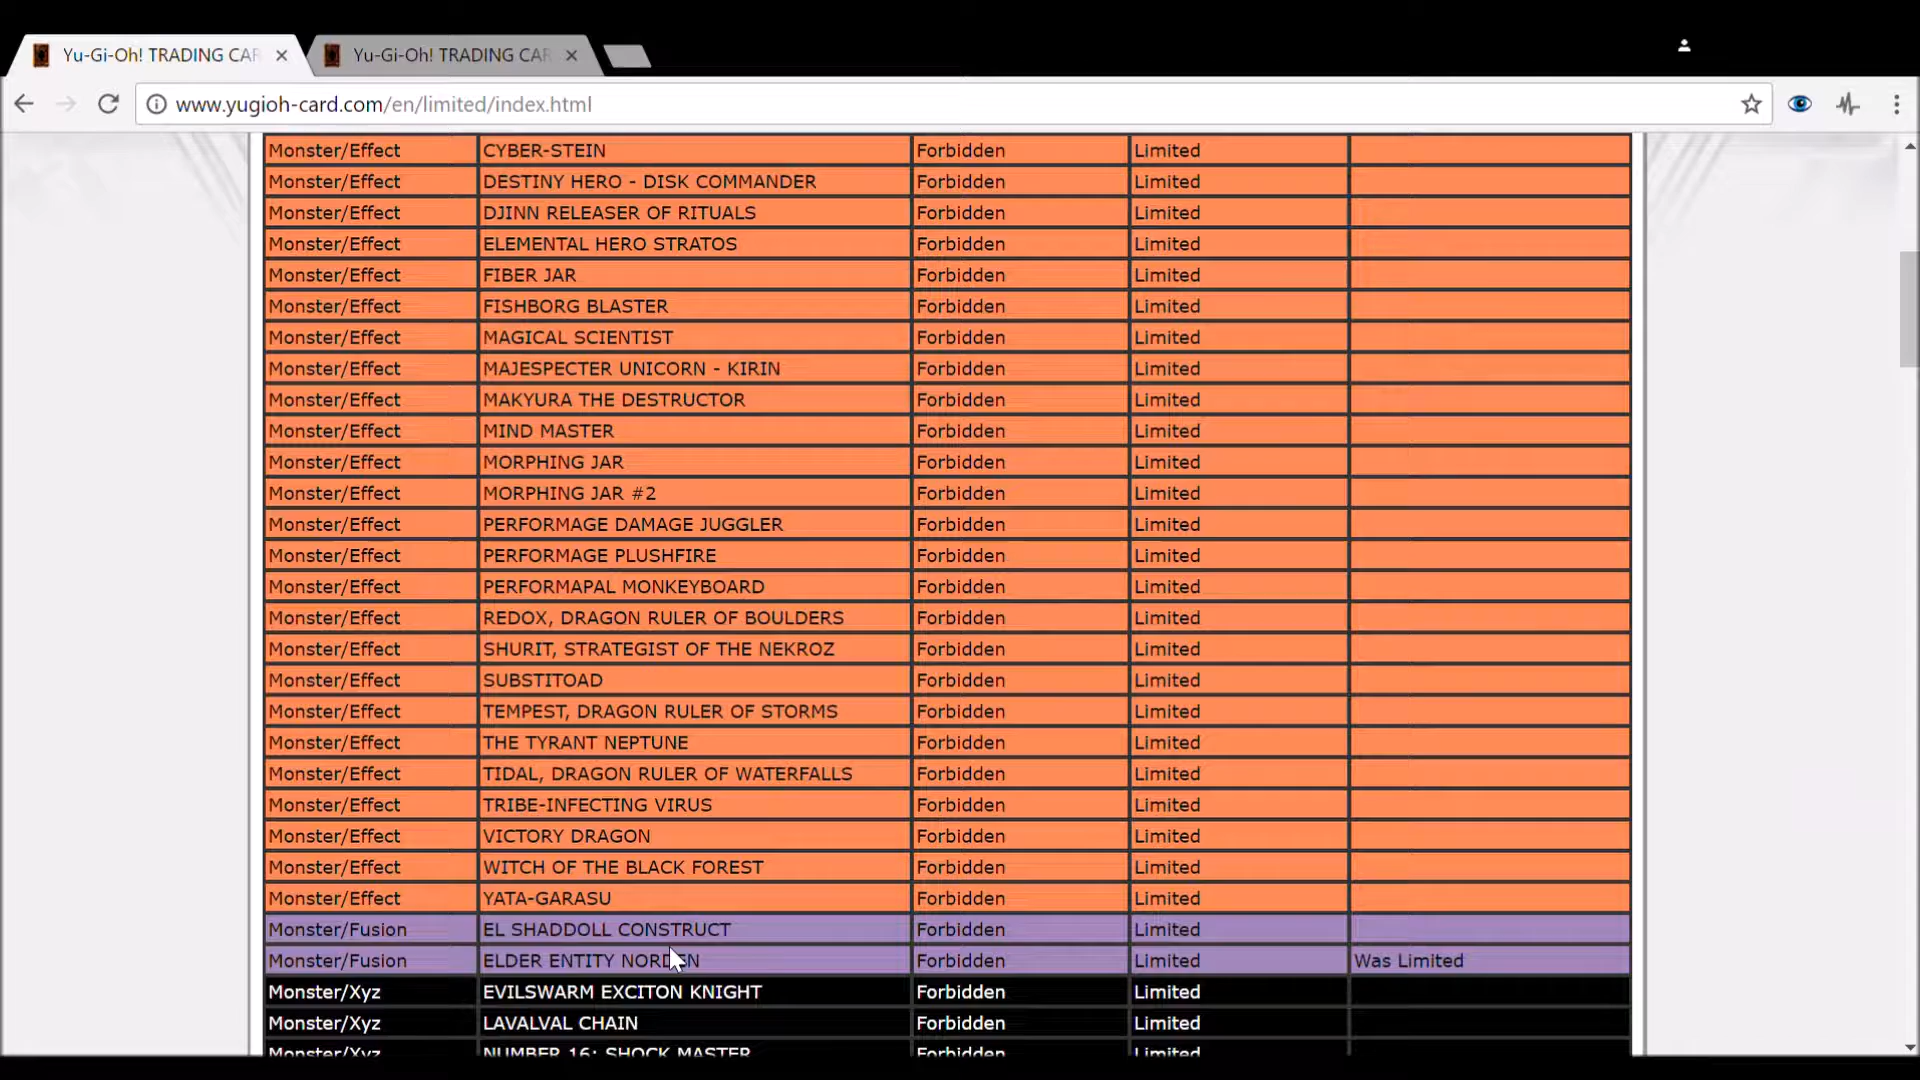 Yu-Gi-Oh! TRADING CAR
Yu-Gi-Oh! TRADING CAR
www.yugioh-card.com/en/limited/index.html
Monster/Effect CYBER-STEIN Forbidden Limited
Monster/Effect DESTINY HERO - DISK COMMANDER Forbidden Limited
Monster/Effect DJINN RELEASER OF RITUALS Forbidden Limited
Monster/Effect ELEMENTAL HERO STRATOS Forbidden Limited
Monster/Effect FIBER JAR Forbidden Limited
Monster/Effect FISHBORG BLASTER Forbidden Limited
Monster/Effect MAGICAL SCIENTIST Forbidden Limited
Monster/Effect MAJESPECTER UNICORN - KIRIN Forbidden Limited
Monster/Effect MAKYURA THE DESTRUCTOR Forbidden Limited
Monster/Effect MIND MASTER Forbidden Limited
Monster/Effect MORPHING JAR Forbidden Limited
Monster/Effect MORPHING JAR #2 Forbidden Limited
Monster/Effect PERFORMAGE DAMAGE JUGGLER Forbidden Limited
Monster/Effect PERFORMAGE PLUSHFIRE Forbidden Limited
Monster/Effect PERFORMAPAL MONKEYBOARD Forbidden Limited
Monster/Effect REDOX, DRAGON RULER OF BOULDERS Forbidden Limited
Monster/Effect SHURIT, STRATEGIST OF THE NEKROZ Forbidden Limited
Monster/Effect SUBSTITOAD Forbidden Limited
Monster/Effect TEMPEST, DRAGON RULER OF STORMS Forbidden Limited
Monster/Effect THE TYRANT NEPTUNE Forbidden Limited
Monster/Effect TIDAL, DRAGON RULER OF WATERFALLS Forbidden Limited
Monster/Effect TRIBE-INFECTING VIRUS Forbidden Limited
Monster/Effect VICTORY DRAGON Forbidden Limited
Monster/Effect WITCH OF THE BLACK FOREST Forbidden Limited
Monster/Effect YATA-GARASU Forbidden Limited
Monster/Fusion EL SHADDOLL CONSTRUCT Forbidden Limited
Monster/Fusion ELDER ENTITY NORDEN Forbidden Limited Was Limited
Monster/Xyz EVILSWARM EXCITON KNIGHT Forbidden Limited
Monster/Xyz LAVALVAL CHAIN Forbidden Limited
Monster/Xyz NUMBER 16: SHOCK MASTER Forbidden Limited